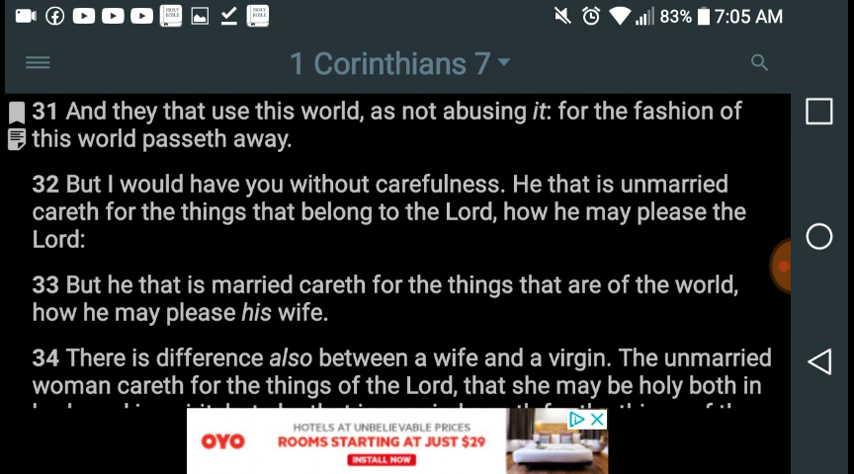 HOLY BIBLE HOLY BIBLE 83% 7:05 AM
1 Corinthians 7
31 And they that use this world, as not abusing it: for the fashion of
this world passeth away.
32 But I would have you without carefulness. He that is unmarried
careth for the things that belong to the Lord, how he may please the
Lord:
33 But he that is married careth for the things that are of the world,
how he may please his wife.
34 There is difference also between a wife and a virgin. The unmarried
woman careth for the things of the Lord, that she may be holy both in
OYO
HOTELS AT UNBELIEVABLE PRICES
ROOMS STARTING AT JUST $29
INSTALL NOW